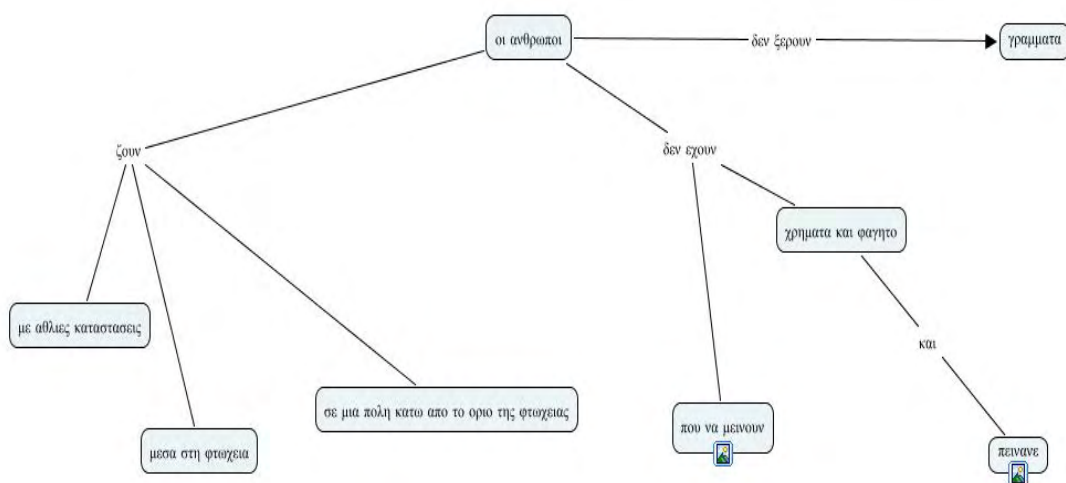 οι ανθρωποι
δεν ξερουν
γραμματα
ζουν
δεν εχουν
χρηματα και φαγητο
με αθλιες καταστασεις
και
σε μια πολη κατω απο το οριο της φτωχειας
που να μεινουν
μεσα στη φτωχεια
πεινανε